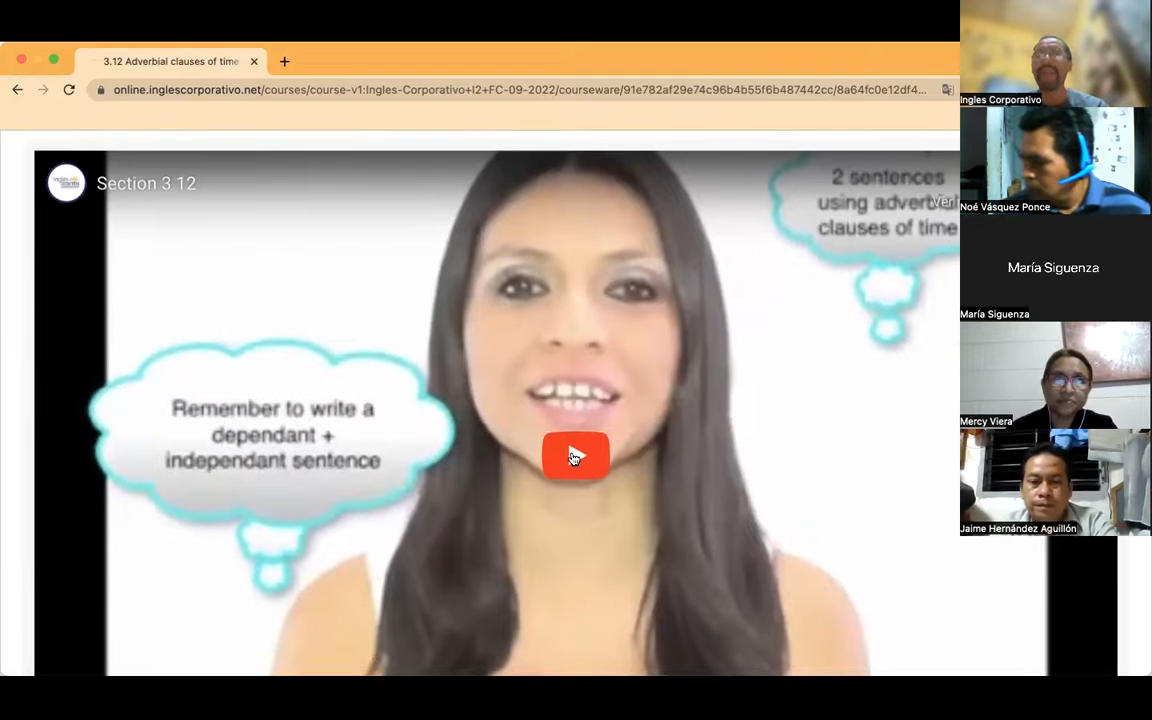 3.12 Adverbial clauses of time
online.inglescorporativo.net/courses/course-v1:Ingles-Corporativo+I2+FC-09-2022/courseware/91e782af29e74c96b4b55f6b487442cc/8a64fc0e12df4...
Section 3 12
2 sentences
using adverbial
clauses of time
Ver
Remember to write a
dependant +
independant sentence
Ingles Corporativo
Noé Vásquez Ponce
María Siguenza
María Siguenza
Mercy Viera
Jaime Hernández Aguillón